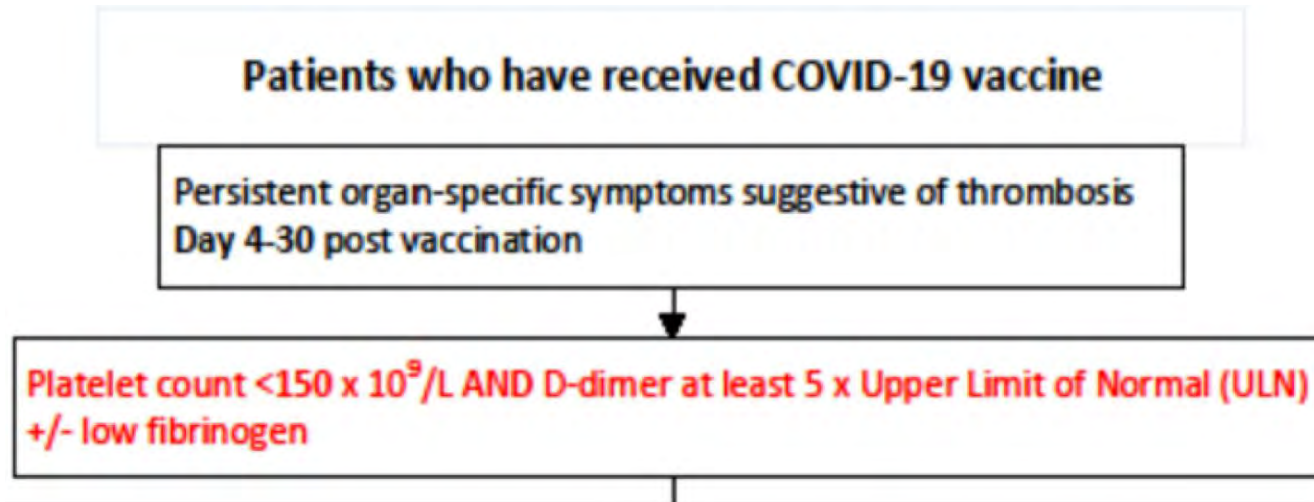 Patients who have received COVID-19 vaccine
Persistent organ-specific symptoms suggestive of thrombosis
Day 4-30 post vaccination
Platelet count <150 x 10⁹/L AND D-dimer at least 5 x Upper Limit of Normal (ULN)
+/- low fibrinogen